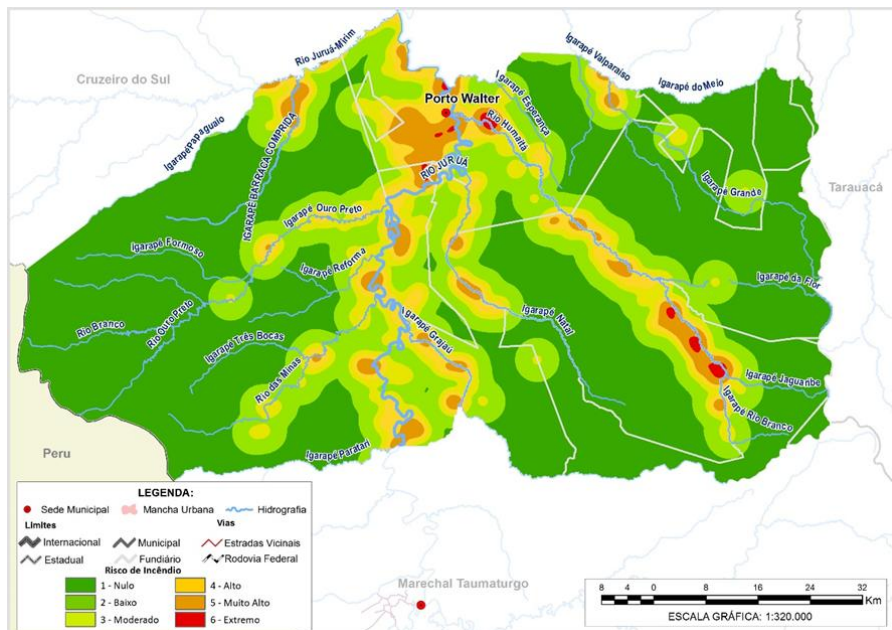 Rio Juruá-Mirim
Cruzeiro do Sul
Igarapé Valparaíso
Igarapé do Meio
Porto Walter
Igarapé Esperança
Rio Humaitá
Igarapé Papaguaio
IGARAPÉ BARRACA COMPRIDA
RIO JURUÁ
Igarapé Grande
Tarauacá
Igarapé Ouro Preto
Igarapé Formoso
Igarapé Reforma
Igarapé da Flor
Rio Branco
Rio Ouro Preto
Igarapé Natal
Igarapé Grajaú
Igarapé Três Bocas
Rio das Minas
Igarapé Jaguaribe
Igarapé Rio Branco
Igarapé Paratari
Peru
LEGENDA:
Sede Municipal Mancha Urbana Hidrografia
Limites Vias
Internacional Municipal Estradas Vicinais
Estadual Fundiário Rodovia Federal
Risco de Incêndio
1 - Nulo 4 - Alto
2 - Baixo 5 - Muito Alto
3 - Moderado 6 - Extremo
Marechal Taumaturgo
8 4 0 8 16 24 32
Km
ESCALA GRÁFICA: 1:320.000